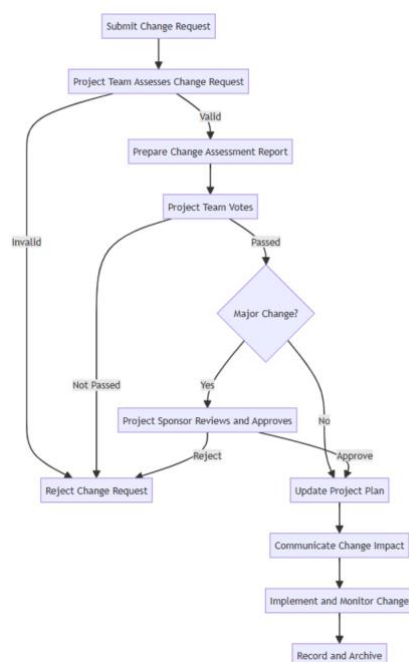 Submit Change Request
Project Team Assesses Change Request
Valid
Prepare Change Assessment Report
Project Team Votes
Invalid
Passed
Major Change?
Not Passed
Yes
Project Sponsor Reviews and Approves
No
Reject
Approve
Reject Change Request
Update Project Plan
Communicate Change Impact
Implement and Monitor Change
Record and Archive